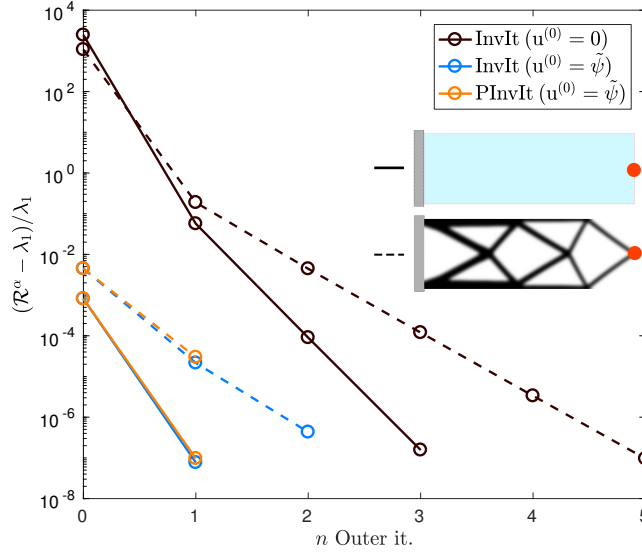 10^4
10^2
10^0
10^-2
10^-4
10^-6
10^-8
(R^α − λ_1)/λ_1
InvIt (u^(0) = 0)
InvIt (u^(0) = ψ̃)
PInvIt (u^(0) = ψ̃)
0 1 2 3 4 5
n Outer it.